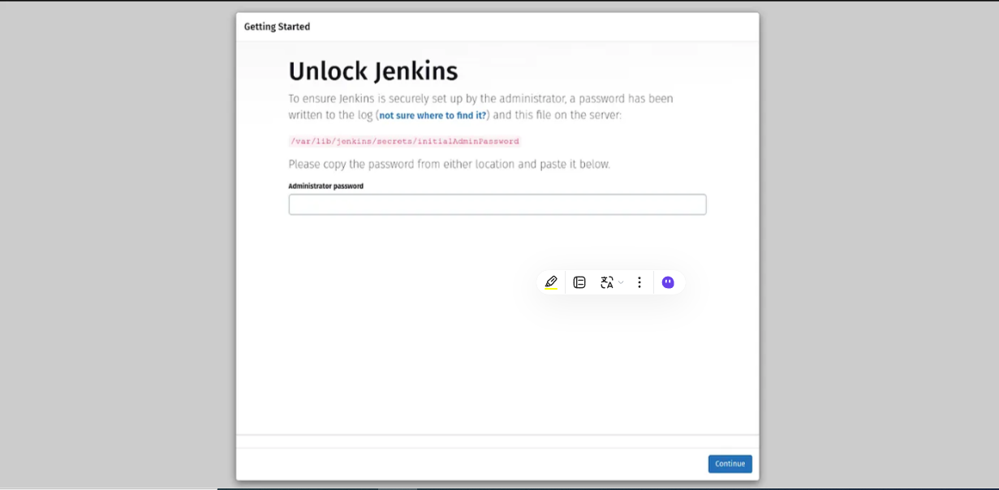 Getting Started
Unlock Jenkins
To ensure Jenkins is securely set up by the administrator, a password has been
written to the log (not sure where to find it?) and this file on the server:
/var/lib/jenkins/secrets/initialAdminPassword
Please copy the password from either location and paste it below.
Administrator password
Continue